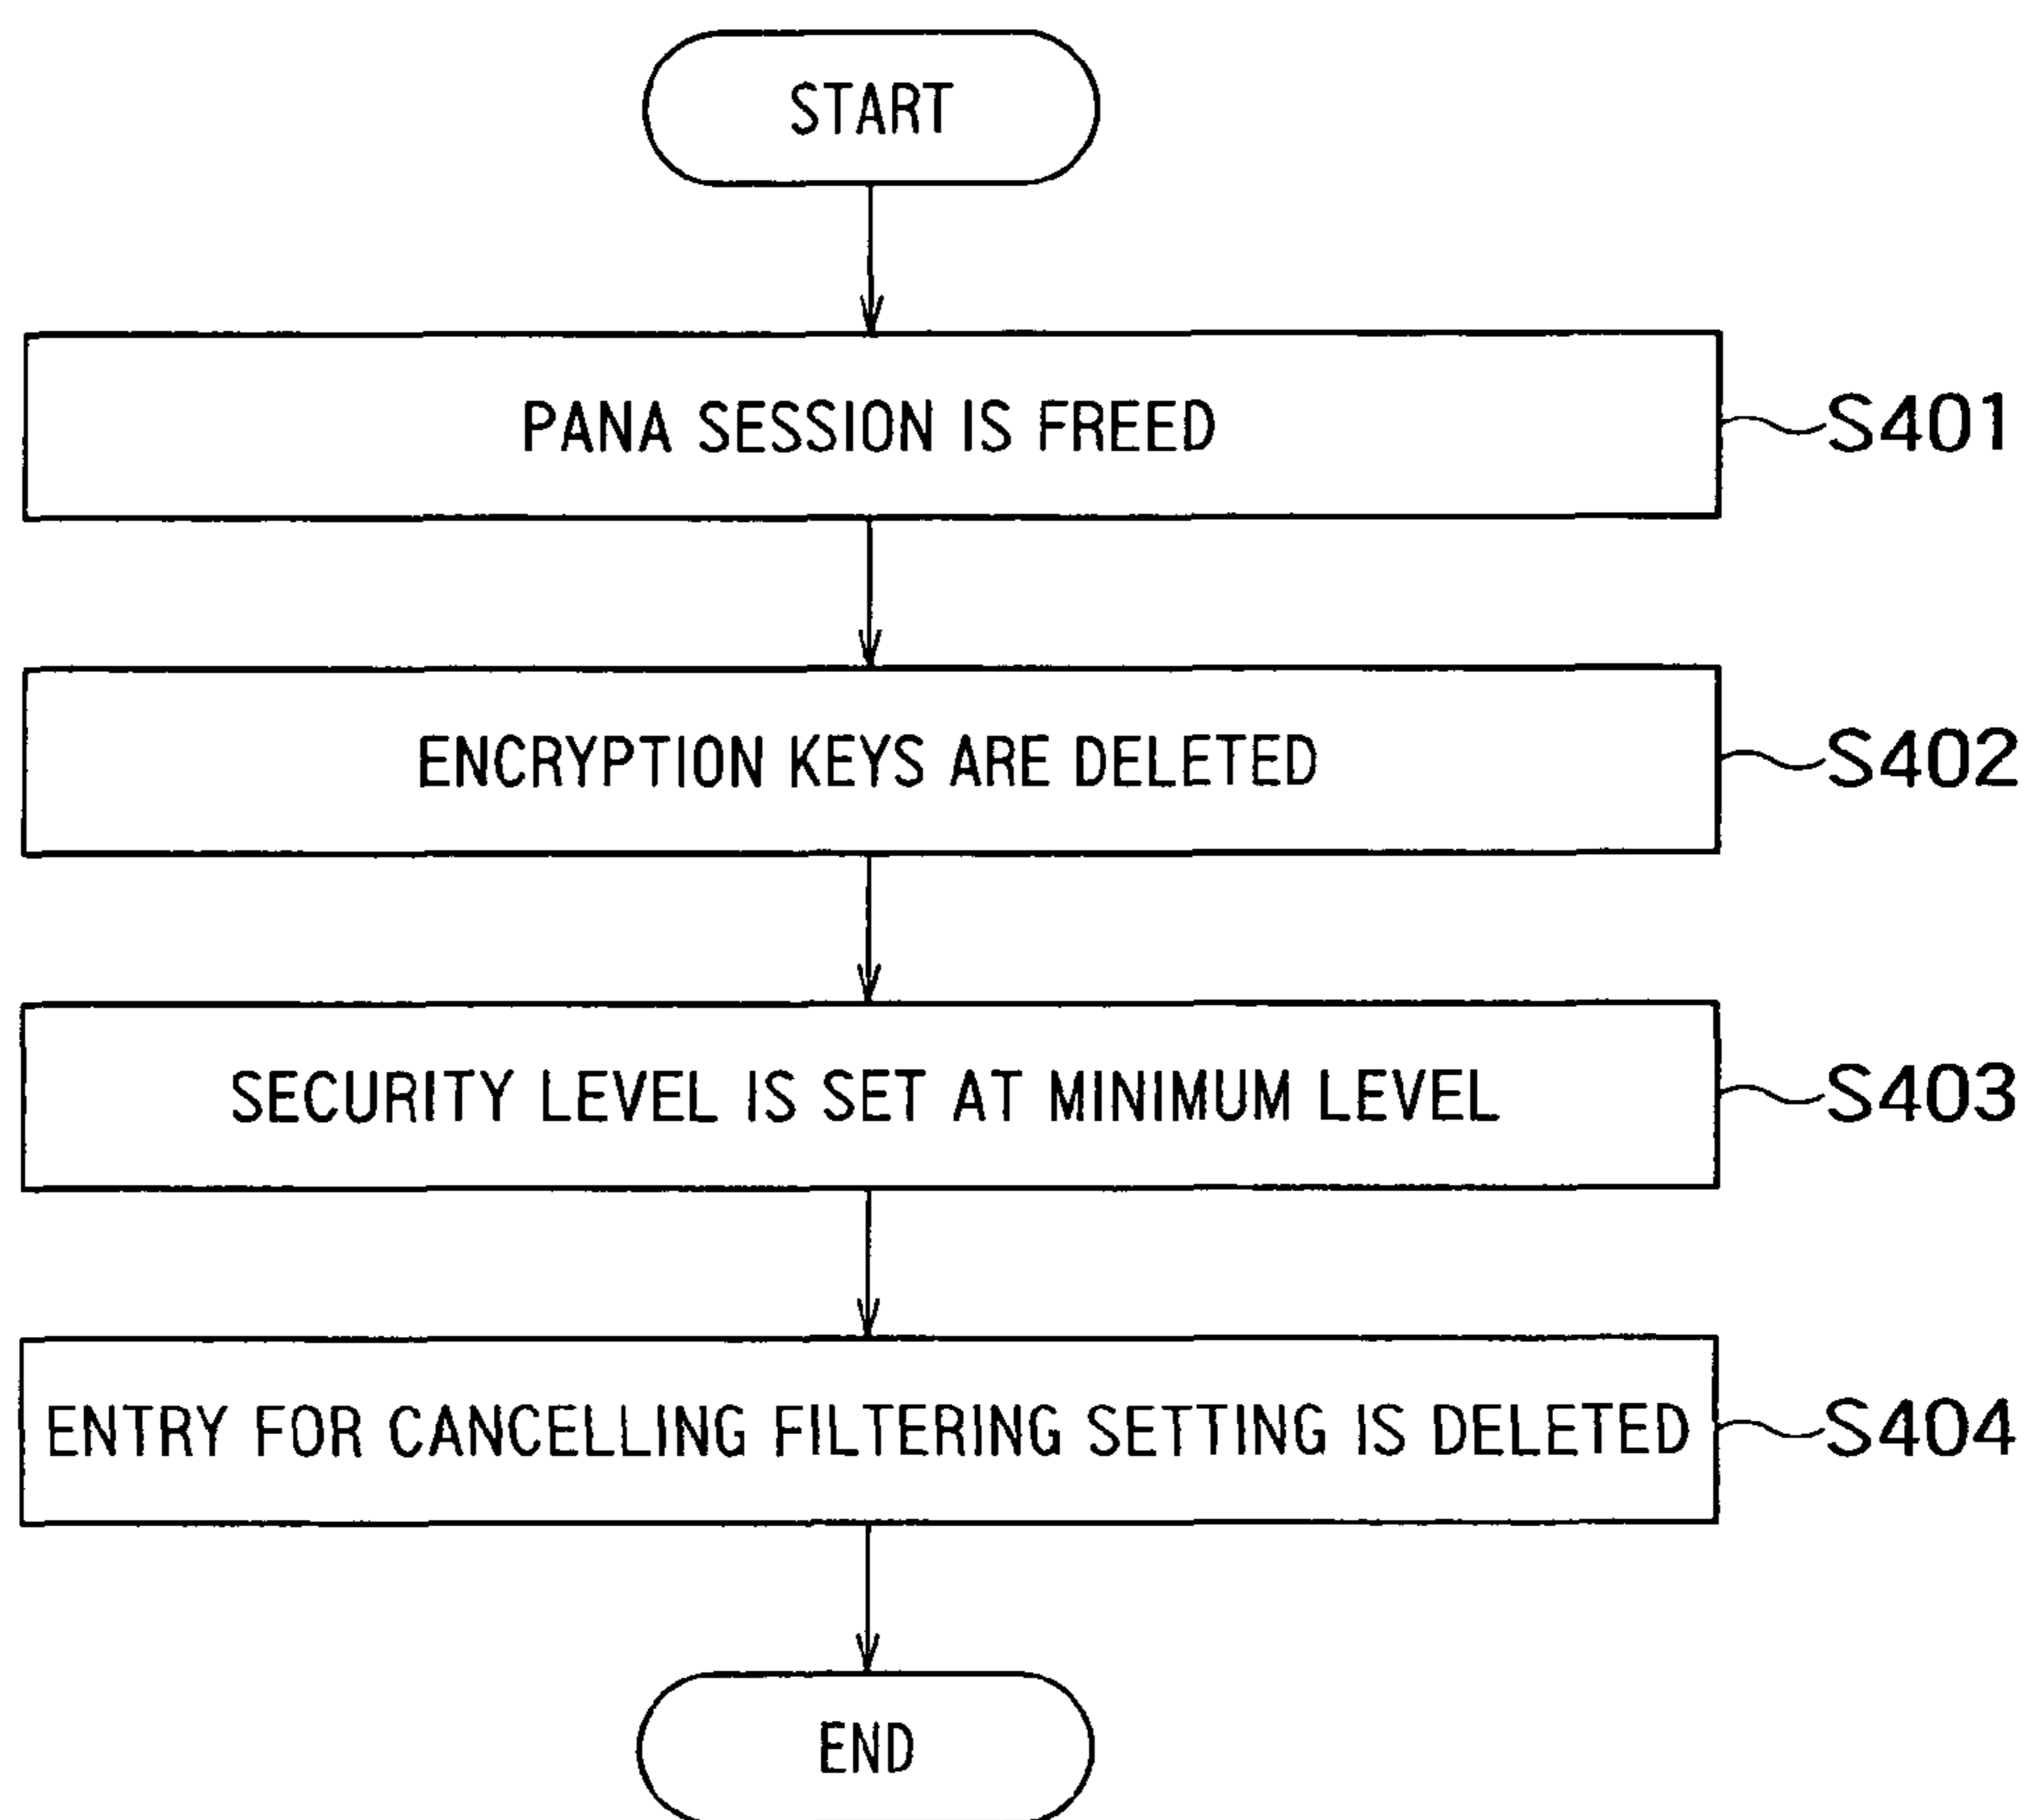 START
PANA SESSION IS FREED
S401
ENCRYPTION KEYS ARE DELETED
S402
SECURITY LEVEL IS SET AT MINIMUM LEVEL
S403
ENTRY FOR CANCELLING FILTERING SETTING IS DELETED
S404
END